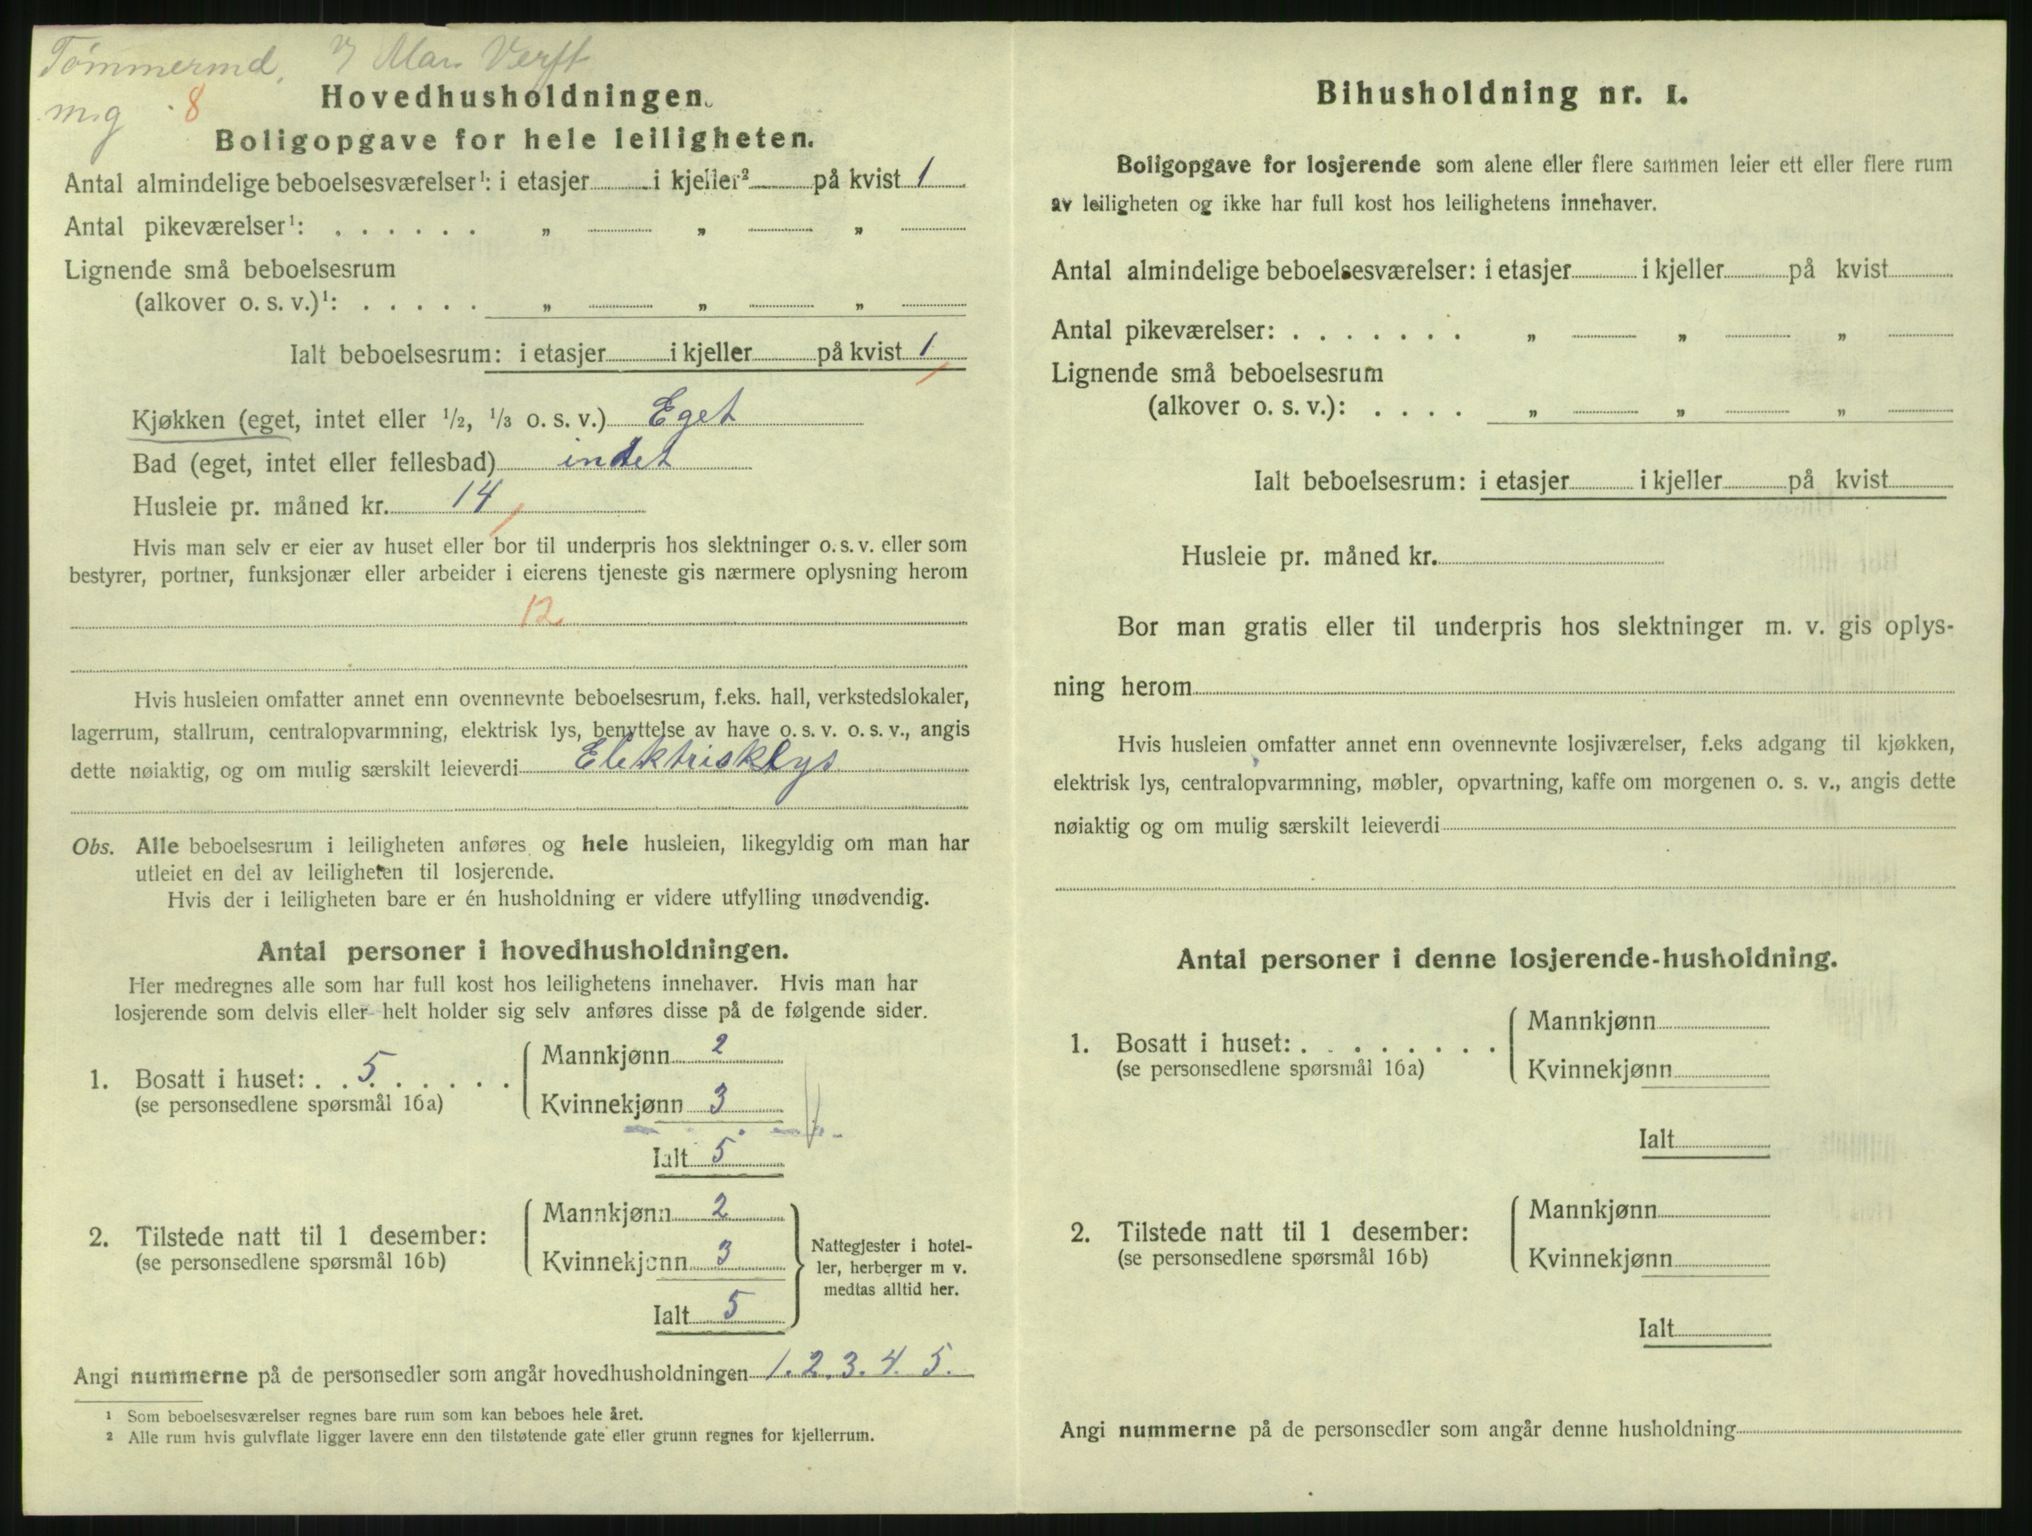 Tømmermd, v/ Mar. Verft
m.g 8
Hovedhusholdningen.
Boligopgave for hele leiligheten.
Antal almindelige beboelsesværelser¹: i etasjer i kjeller² på kvist 1
Antal pikeværelser¹: . . . . . . „ „ „
Lignende små beboelsesrum
(alkover o. s. v.)¹: . . . . . „ „ „
Ialt beboelsesrum: i etasjer i kjeller på kvist 1
Kjøkken (eget, intet eller 1/2, 1/3 o. s. v.) Eget
Bad (eget, intet eller fellesbad) intet
Husleie pr. måned kr. 14
Hvis man selv er eier av huset eller bor til underpris hos slektninger o. s. v. eller som
bestyrer, portner, funksjonær eller arbeider i eierens tjeneste gis nærmere oplysning herom
12
Hvis husleien omfatter annet enn ovennevnte beboelsesrum, f.eks. hall, verkstedslokaler,
lagerrum, stallrum, centralopvarmning, elektrisk lys, benyttelse av have o. s. v. o. s. v., angis
dette nøiaktig, og om mulig særskilt leieverdi Elektrisk lys
Obs. Alle beboelsesrum i leiligheten anføres og hele husleien, likegyldig om man har
utleiet en del av leiligheten til losjerende.
Hvis der i leiligheten bare er én husholdning er videre utfylling unødvendig.
Antal personer i hovedhusholdningen.
Her medregnes alle som har full kost hos leilighetens innehaver. Hvis man har
losjerende som delvis eller helt holder sig selv anføres disse på de følgende sider.
Mannkjønn 2
1. Bosatt i huset: . . 5 . . . . .
(se personsedlene spørsmål 16a) Kvinnekjønn 3
Ialt 5
Mannkjønn 2
2. Tilstede natt til 1 desember:
(se personsedlene spørsmål 16b) Kvinnekjønn 3
Nattegjester i hotel-
ler, herberger m v.
medtas alltid her.
Ialt 5
Angi nummerne på de personsedler som angår hovedhusholdningen 1. 2. 3. 4. 5.
¹ Som beboelsesværelser regnes bare rum som kan beboes hele året.
² Alle rum hvis gulvflate ligger lavere enn den tilstøtende gate eller grunn regnes for kjellerrum.
Bihusholdning nr. 1.
Boligopgave for losjerende som alene eller flere sammen leier ett eller flere rum
av leiligheten og ikke har full kost hos leilighetens innehaver.
Antal almindelige beboelsesværelser: i etasjer i kjeller på kvist
Antal pikeværelser: . . . . . . . „ „ „
Lignende små beboelsesrum
(alkover o. s. v.): . . . . „ „ „
Ialt beboelsesrum: i etasjer i kjeller på kvist
Husleie pr. måned kr.
Bor man gratis eller til underpris hos slektninger m. v. gis oplys-
ning herom
Hvis husleien omfatter annet enn ovennevnte losjiværelser, f.eks adgang til kjøkken,
elektrisk lys, centralopvarmning, møbler, opvartning, kaffe om morgenen o. s. v., angis dette
nøiaktig og om mulig særskilt leieverdi
Antal personer i denne losjerende-husholdning.
Mannkjønn
1. Bosatt i huset: . . . . . . . .
(se personsedlene spørsmål 16a) Kvinnekjønn
Ialt
Mannkjønn
2. Tilstede natt til 1 desember:
(se personsedlene spørsmål 16b) Kvinnekjønn
Ialt
Angi nummerne på de personsedler som angår denne husholdning